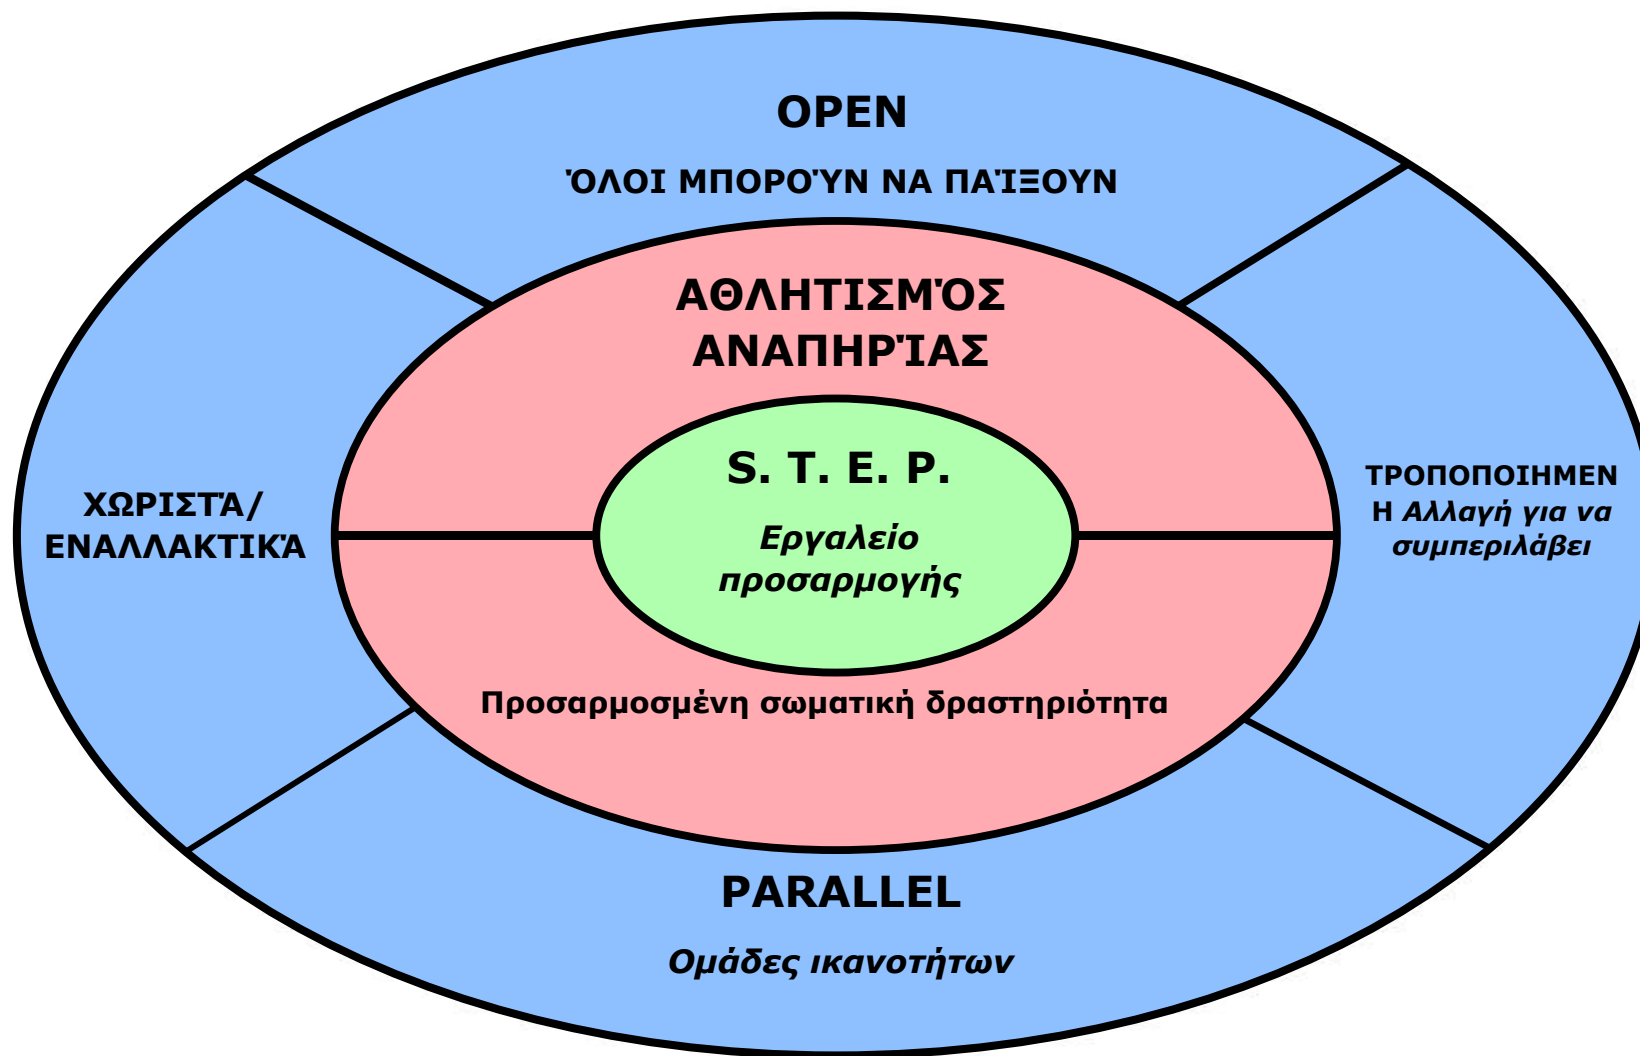 OPEN
ΌΛΟΙ ΜΠΟΡΟΎΝ ΝΑ ΠΑΊΞΟΥΝ
ΑΘΛΗΤΙΣΜΌΣ
ΑΝΑΠΗΡΊΑΣ
S. T. E. P.
Εργαλείο
προσαρμογής
ΧΩΡΙΣΤΆ/
ΕΝΑΛΛΑΚΤΙΚΆ
ΤΡΟΠΟΠΟΙΗΜΕΝ
Η Αλλαγή για να
συμπεριλάβει
Προσαρμοσμένη σωματική δραστηριότητα
PARALLEL
Ομάδες ικανοτήτων